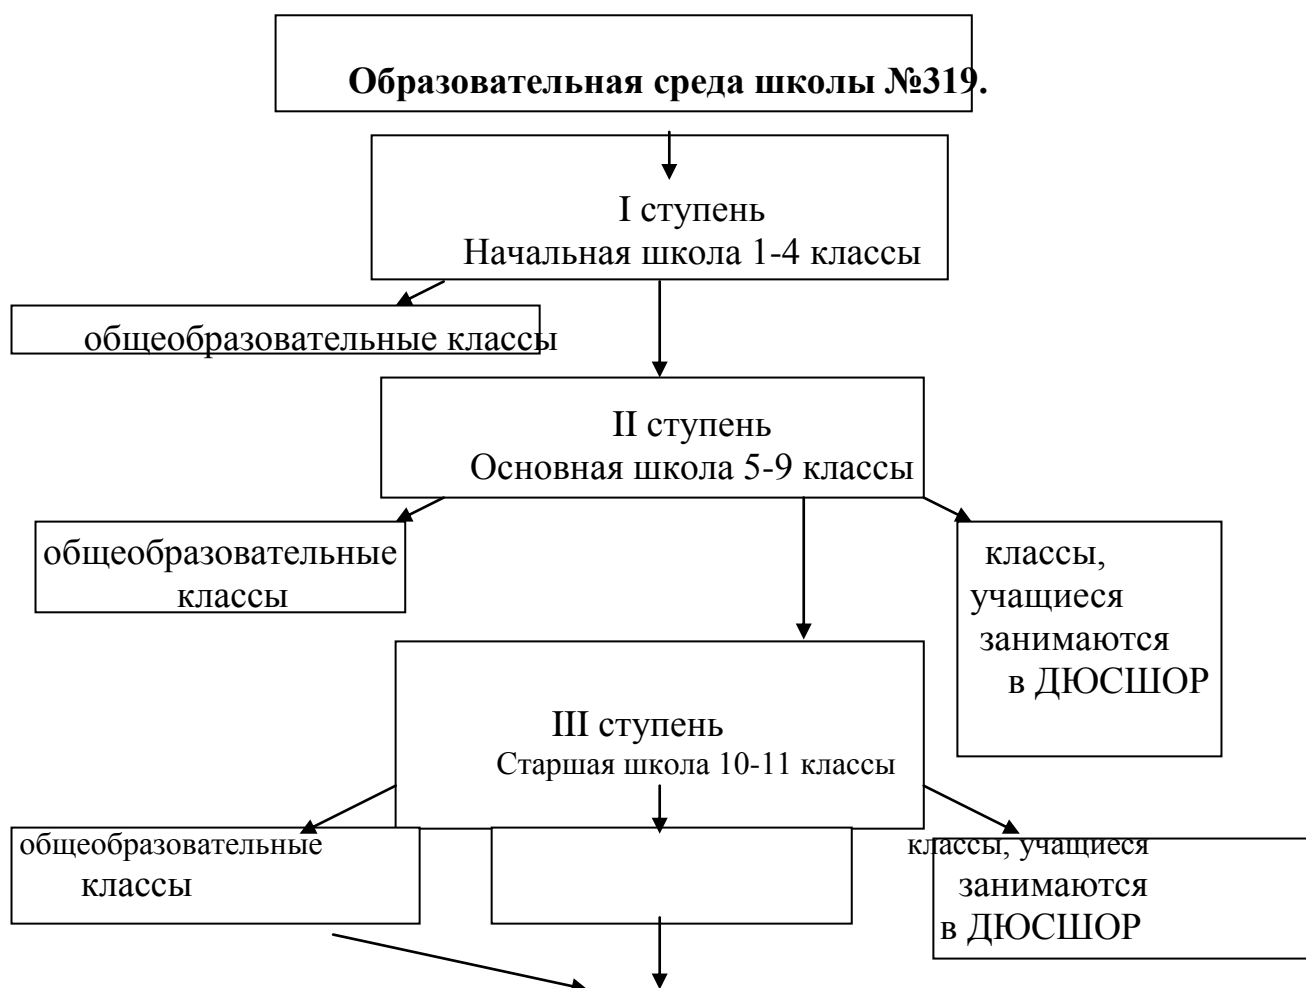 Образовательная среда школы №319.
I ступень
Начальная школа 1-4 классы
общеобразовательные классы
II ступень
Основная школа 5-9 классы
общеобразовательные
классы
классы,
учащиеся
занимаются
в ДЮСШОР
III ступень
Старшая школа 10-11 классы
общеобразовательные
классы
классы, учащиеся
занимаются
в ДЮСШОР